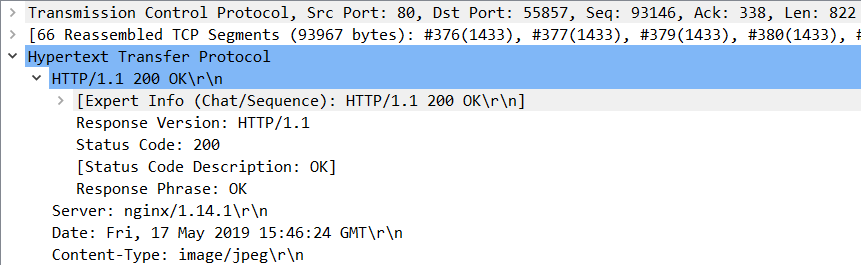 Transmission Control Protocol, Src Port: 80, Dst Port: 55857, Seq: 93146, Ack: 338, Len: 822
[66 Reassembled TCP Segments (93967 bytes): #376(1433), #377(1433), #379(1433), #380(1433), #
Hypertext Transfer Protocol
HTTP/1.1 200 OK\r\n
[Expert Info (Chat/Sequence): HTTP/1.1 200 OK\r\n]
Response Version: HTTP/1.1
Status Code: 200
[Status Code Description: OK]
Response Phrase: OK
Server: nginx/1.14.1\r\n
Date: Fri, 17 May 2019 15:46:24 GMT\r\n
Content-Type: image/jpeg\r\n